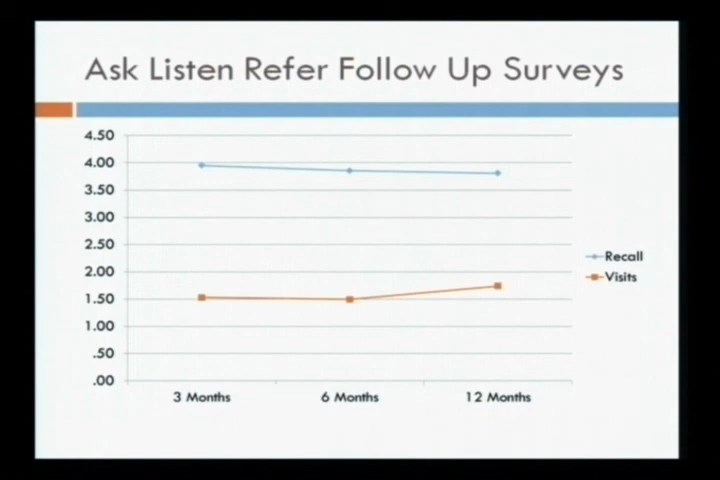 Ask Listen Refer Follow Up Surveys
4.50
4.00
3.50
3.00
2.50
2.00
1.50
1.00
.50
.00
3 Months
6 Months
12 Months
Recall
Visits